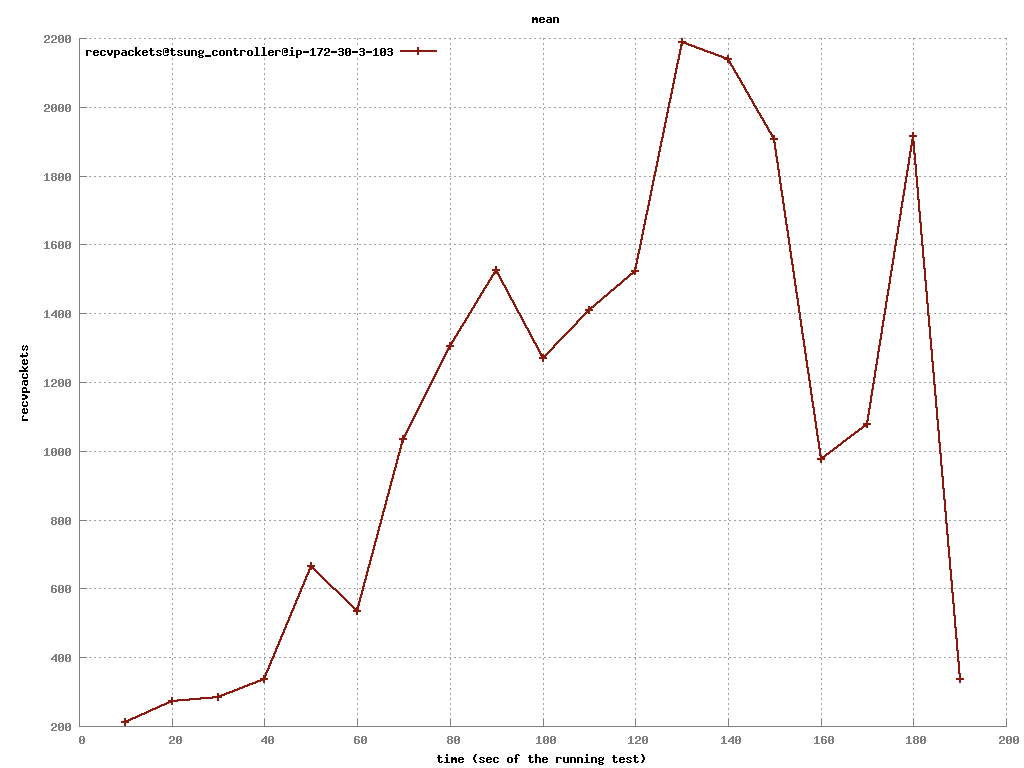 mean
recvpackets@tsung_controller@ip-172-30-3-103
2200
2000
1800
1600
1400
1200
1000
800
600
400
200
recvpackets
0 20 40 60 80 100 120 140 160 180 200
time (sec of the running test)